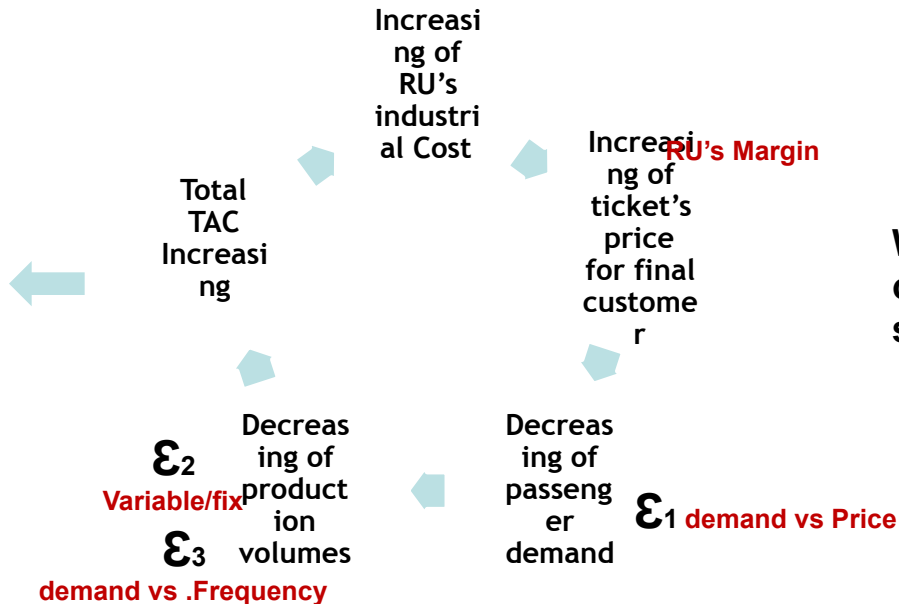 Increasi
ng of
RU’s
industri
al Cost
Increasi
ng of
ticket’s
price
for final
custome
r
RU’s Margin
Total
TAC
Increasi
ng
Decreas
ing of
product
ion
volumes
Decreas
ing of
passeng
er
demand
ε1 demand vs Price
ε2
Variable/fix
ε3
demand vs .Frequency